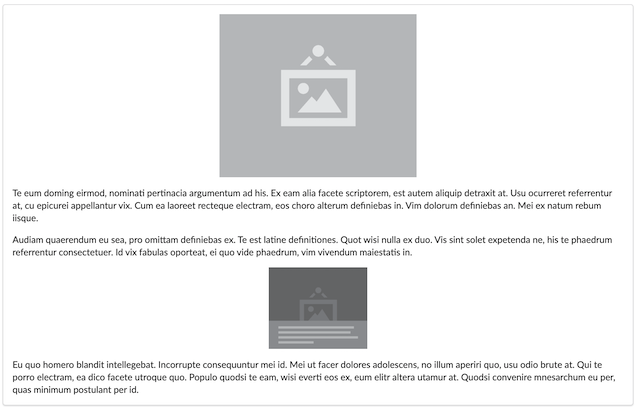 Te eum doming eirmod, nominati pertinacia argumentum ad his. Ex eam alia facete scriptorem, est autem aliquip detraxit at. Usu ocurreret referrentur
at, cu epicurei appellantur vix. Cum ea laoreet recteque electram, eos choro alterum definiebas in. Vim dolorum definiebas an. Mei ex natum rebum
iisque.
Audiam quaerendum eu sea, pro omittam definiebas ex. Te est latine definitiones. Quot wisi nulla ex duo. Vis sint solet expetenda ne, his te phaedrum
referrentur consectetuer. Id vix fabulas oporteat, ei quo vide phaedrum, vim vivendum maiestatis in.
Eu quo homero blandit intellegebat. Incorrupte consequuntur mei id. Mei ut facer dolores adolescens, no illum aperiri quo, usu odio brute at. Qui te
porro electram, ea dico facete utroque quo. Populo quodsi te eam, wisi everti eos ex, eum elitr altera utamur at. Quodsi convenire mnesarchum eu per,
quas minimum postulant per id.